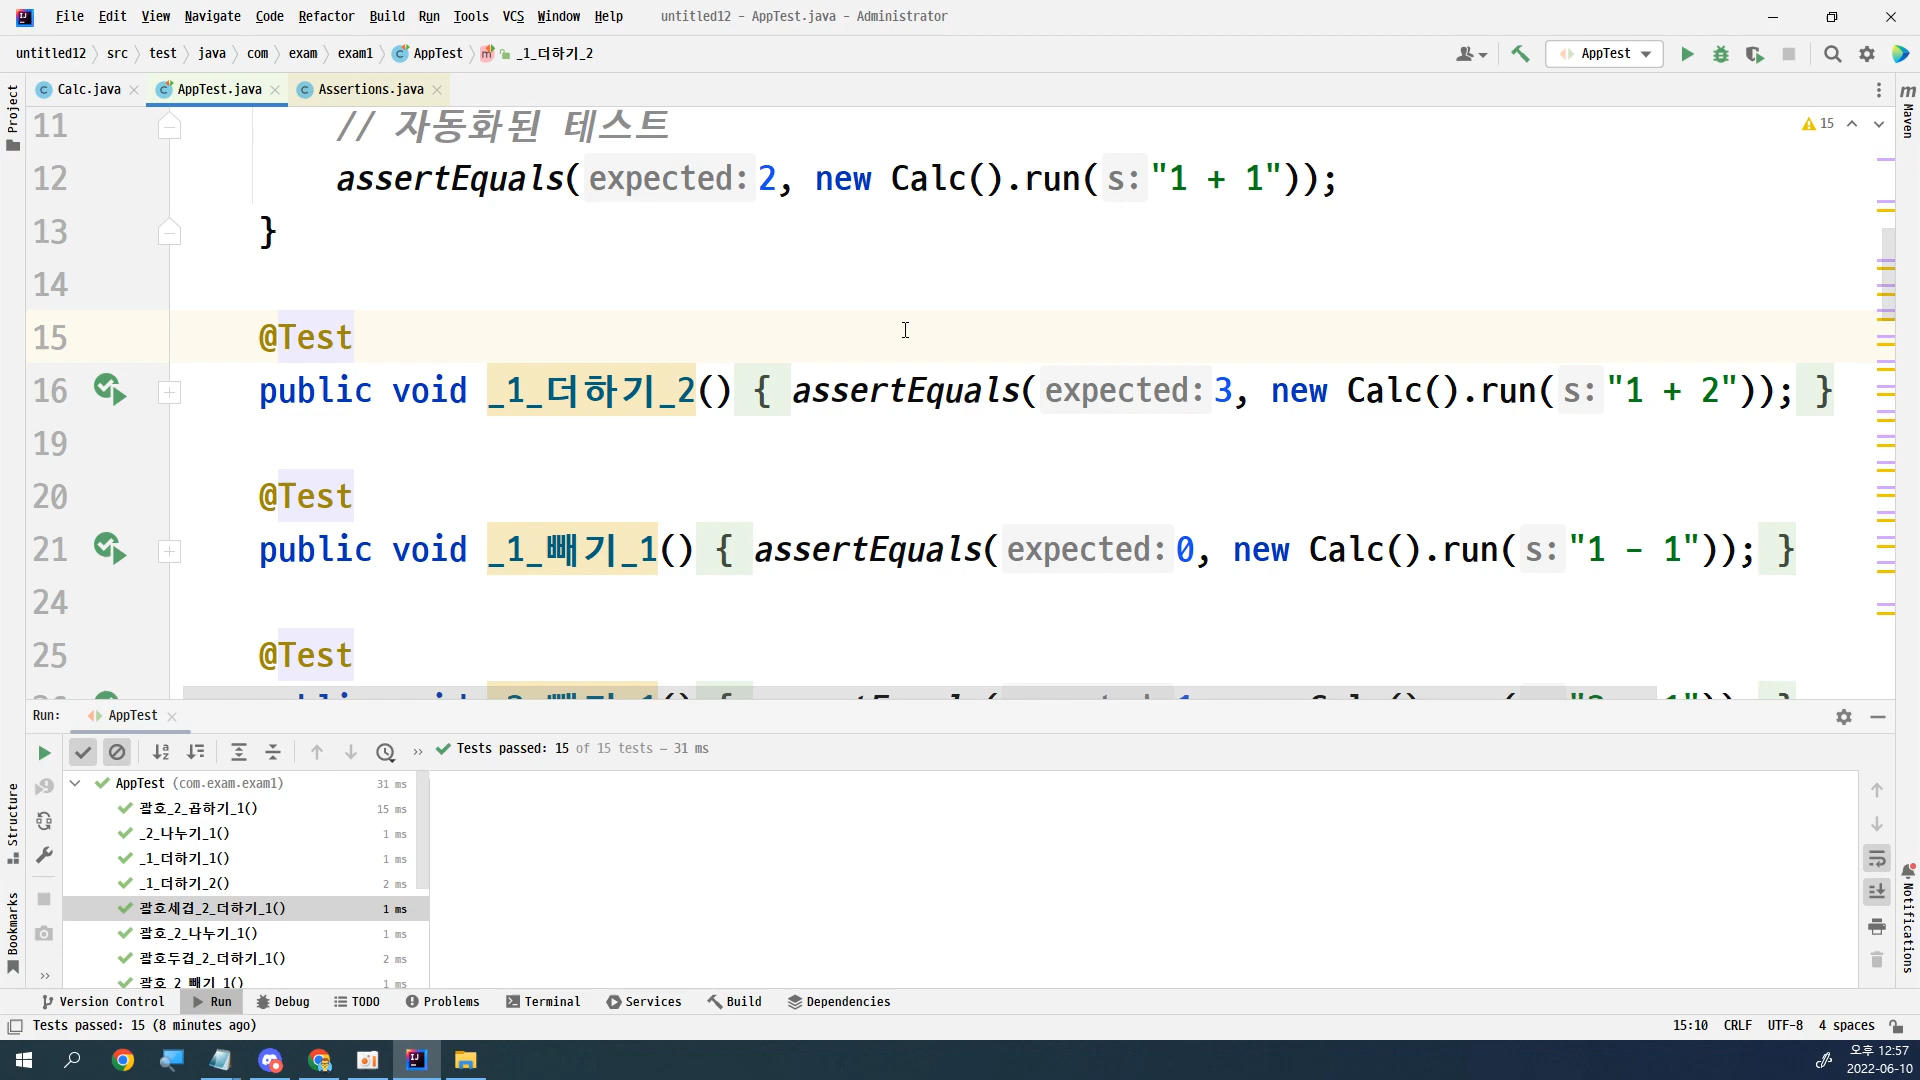 File Edit View Navigate Code Refactor Build Run Tools VCS Window Help untitled12 - AppTest.java - Administrator
untitled12 src test java com exam exam1 AppTest _1_더하기_2 AppTest
Calc.java AppTest.java Assertions.java
Project
Maven
11 // 자동화된 테스트
15
12 assertEquals( expected: 2, new Calc().run( s: "1 + 1"));
13 }
14
15 @Test
16 public void _1_더하기_2() { assertEquals( expected: 3, new Calc().run( s: "1 + 2")); }
19
20 @Test
21 public void _1_빼기_1() { assertEquals( expected: 0, new Calc().run( s: "1 - 1")); }
24
25 @Test
Run: AppTest
Tests passed: 15 of 15 tests – 31 ms
AppTest (com.exam.exam1) 31 ms
괄호_2_곱하기_1() 15 ms
_2_나누기_1() 1 ms
_1_더하기_1() 1 ms
_1_더하기_2() 2 ms
괄호세겹_2_더하기_1() 1 ms
괄호_2_나누기_1() 1 ms
괄호두겹_2_더하기_1() 2 ms
괄호_2_빼기_1() 1 ms
Structure
Bookmarks
Notifications
Version Control Run Debug TODO Problems Terminal Services Build Dependencies
Tests passed: 15 (8 minutes ago) 15:10 CRLF UTF-8 4 spaces
오후 12:57
2022-06-10